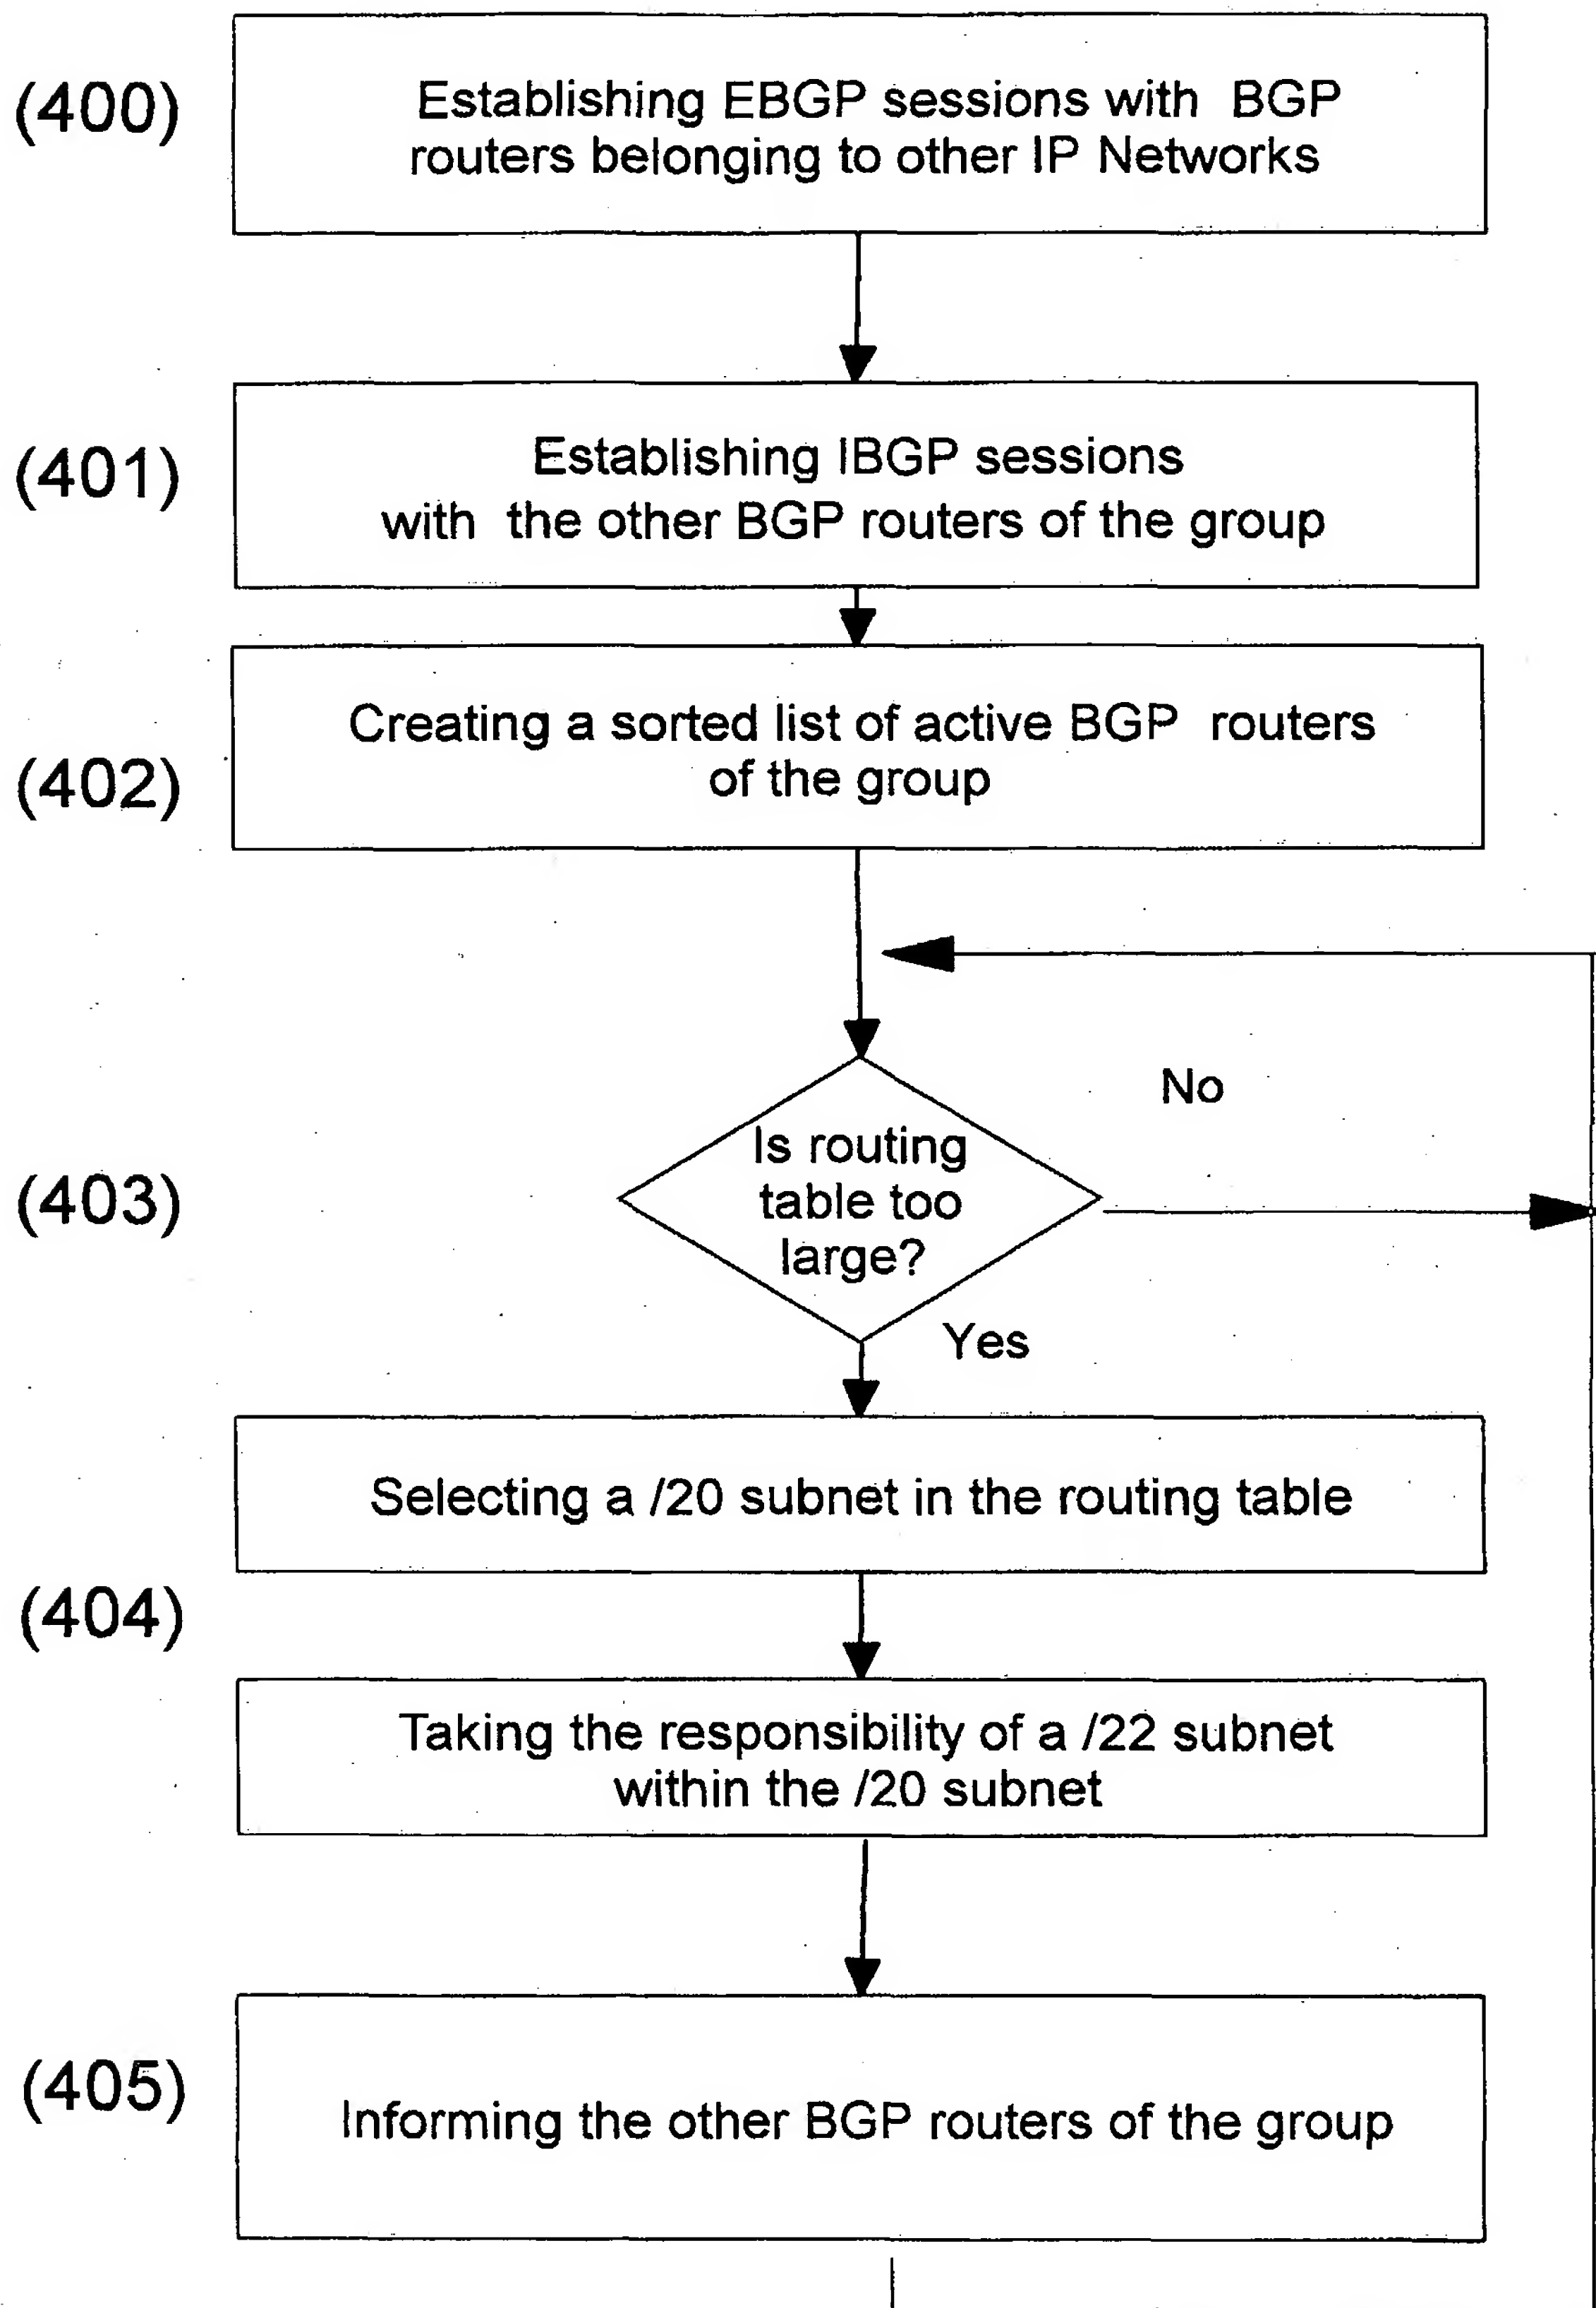 (400)
Establishing EBGP sessions with BGP
routers belonging to other IP Networks
(401)
Establishing IBGP sessions
with the other BGP routers of the group
(402)
Creating a sorted list of active BGP routers
of the group
No
(403)
Is routing
table too
large?
Yes
Selecting a /20 subnet in the routing table
(404)
Taking the responsibility of a /22 subnet
within the /20 subnet
(405)
Informing the other BGP routers of the group